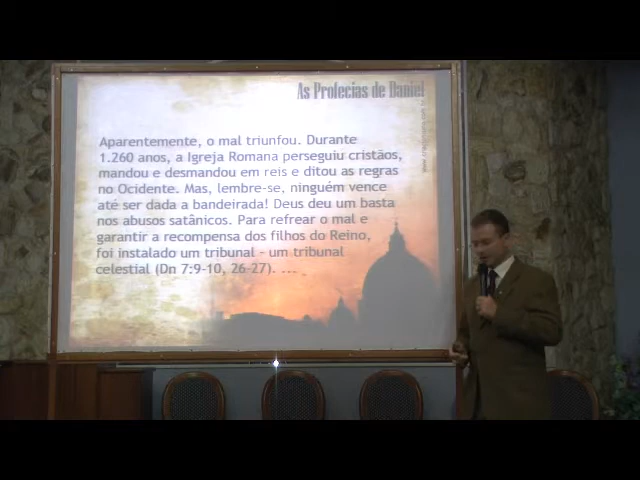 As Profecias de Daniel
Aparentemente, o mal triunfou. Durante
1.260 anos, a Igreja Romana perseguiu cristãos,
mandou e desmandou em reis e ditou as regras
no Ocidente. Mas, lembre-se, ninguém vence
até ser dada a bandeirada! Deus deu um basta
nos abusos satânicos. Para refrear o mal e
garantir a recompensa dos filhos do Reino,
foi instalado um tribunal - um tribunal
celestial (Dn 7:9-10, 26-27). ...